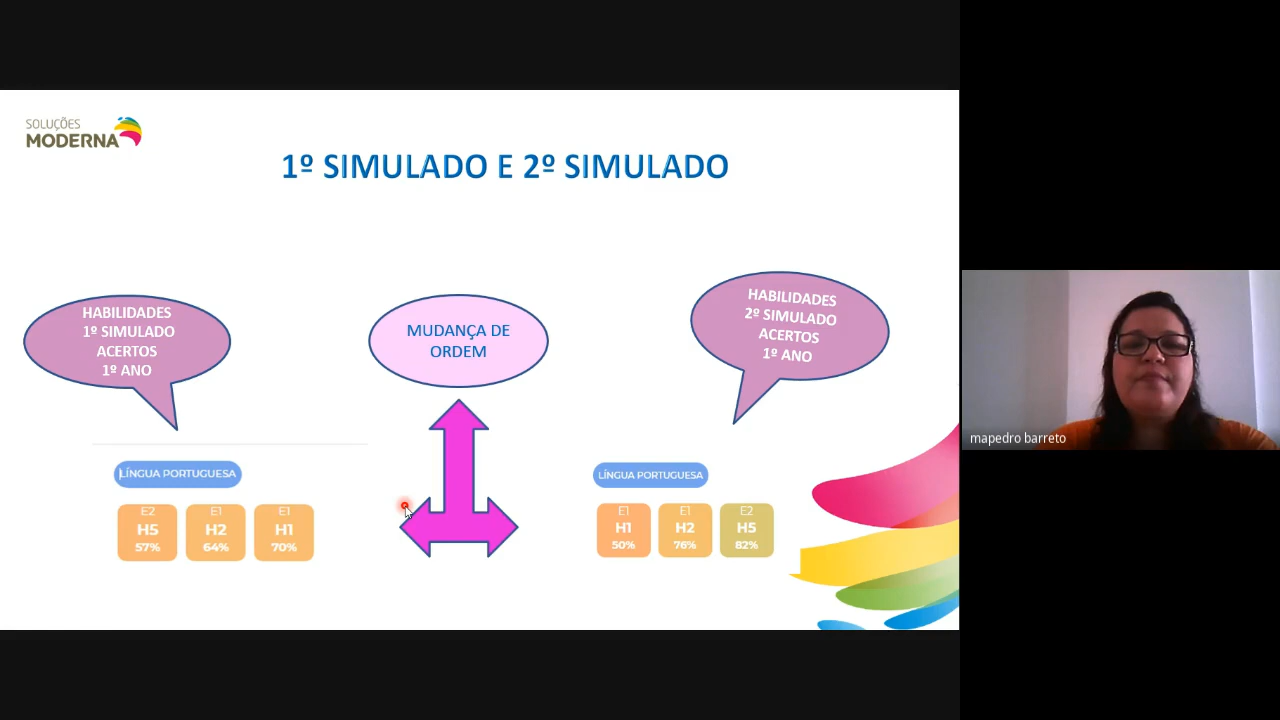 SOLUÇÕES
MODERNA
1º SIMULADO E 2º SIMULADO
HABILIDADES
1º SIMULADO
ACERTOS
1º ANO
MUDANÇA DE
ORDEM
HABILIDADES
2º SIMULADO
ACERTOS
1º ANO
LÍNGUA PORTUGUESA
E2 E1 E1
H5 H2 H1
57% 64% 70%
LÍNGUA PORTUGUESA
E1 E1 E2
H1 H2 H5
50% 76% 82%
mapedro barreto